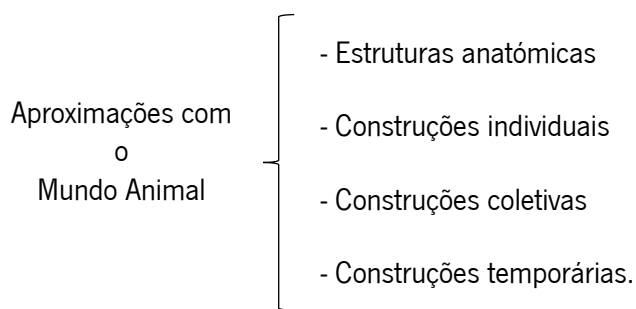 Aproximações com
o
Mundo Animal
- Estruturas anatómicas
- Construções individuais
- Construções coletivas
- Construções temporárias.